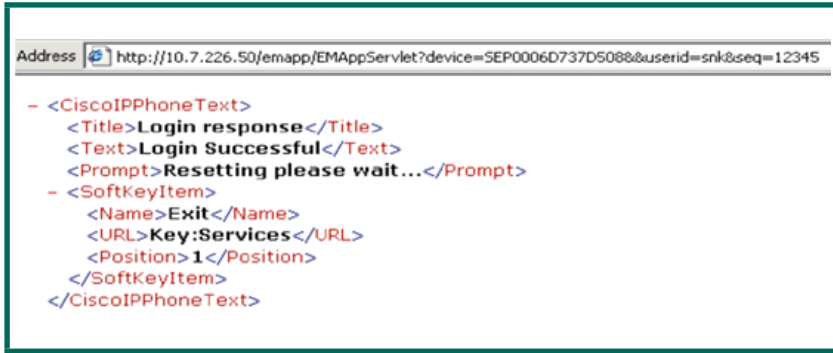 Address http://10.7.226.50/emapp/EMAppServlet?device=SEP0006D737D5088&userid=snk&seq=12345
- <CiscoIPPhoneText>
<Title>Login response</Title>
<Text>Login Successful</Text>
<Prompt>Resetting please wait...</Prompt>
- <SoftKeyItem>
<Name>Exit</Name>
<URL>Key:Services</URL>
<Position>1</Position>
</SoftKeyItem>
</CiscoIPPhoneText>